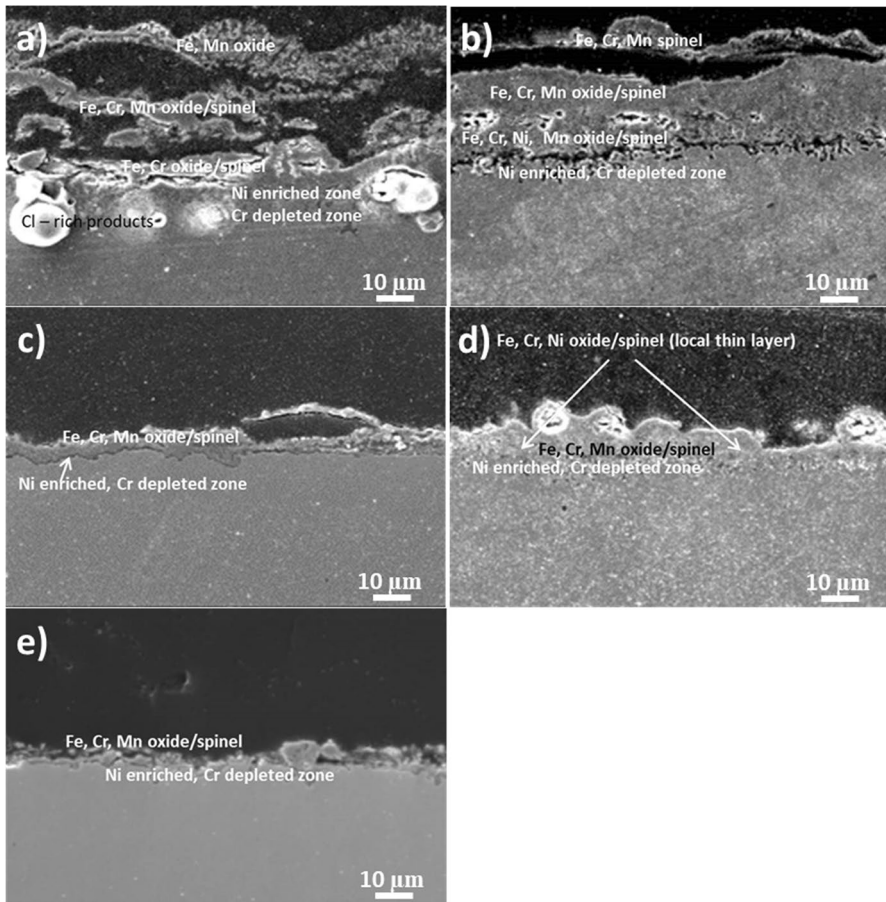 a)
Fe, Mn oxide
Fe, Cr, Mn oxide/spinel
Fe, Cr oxide/spinel
Ni enriched zone
Cr depleted zone
Cl – rich products
10 µm
b)
Fe, Cr, Mn spinel
Fe, Cr, Mn oxide/spinel
Fe, Cr, Ni, Mn oxide/spinel
Ni enriched, Cr depleted zone
10 µm
c)
Fe, Cr, Mn oxide/spinel
Ni enriched, Cr depleted zone
10 µm
d)
Fe, Cr, Ni oxide/spinel (local thin layer)
Fe, Cr, Mn oxide/spinel
Ni enriched, Cr depleted zone
10 µm
e)
Fe, Cr, Mn oxide/spinel
Ni enriched, Cr depleted zone
10 µm